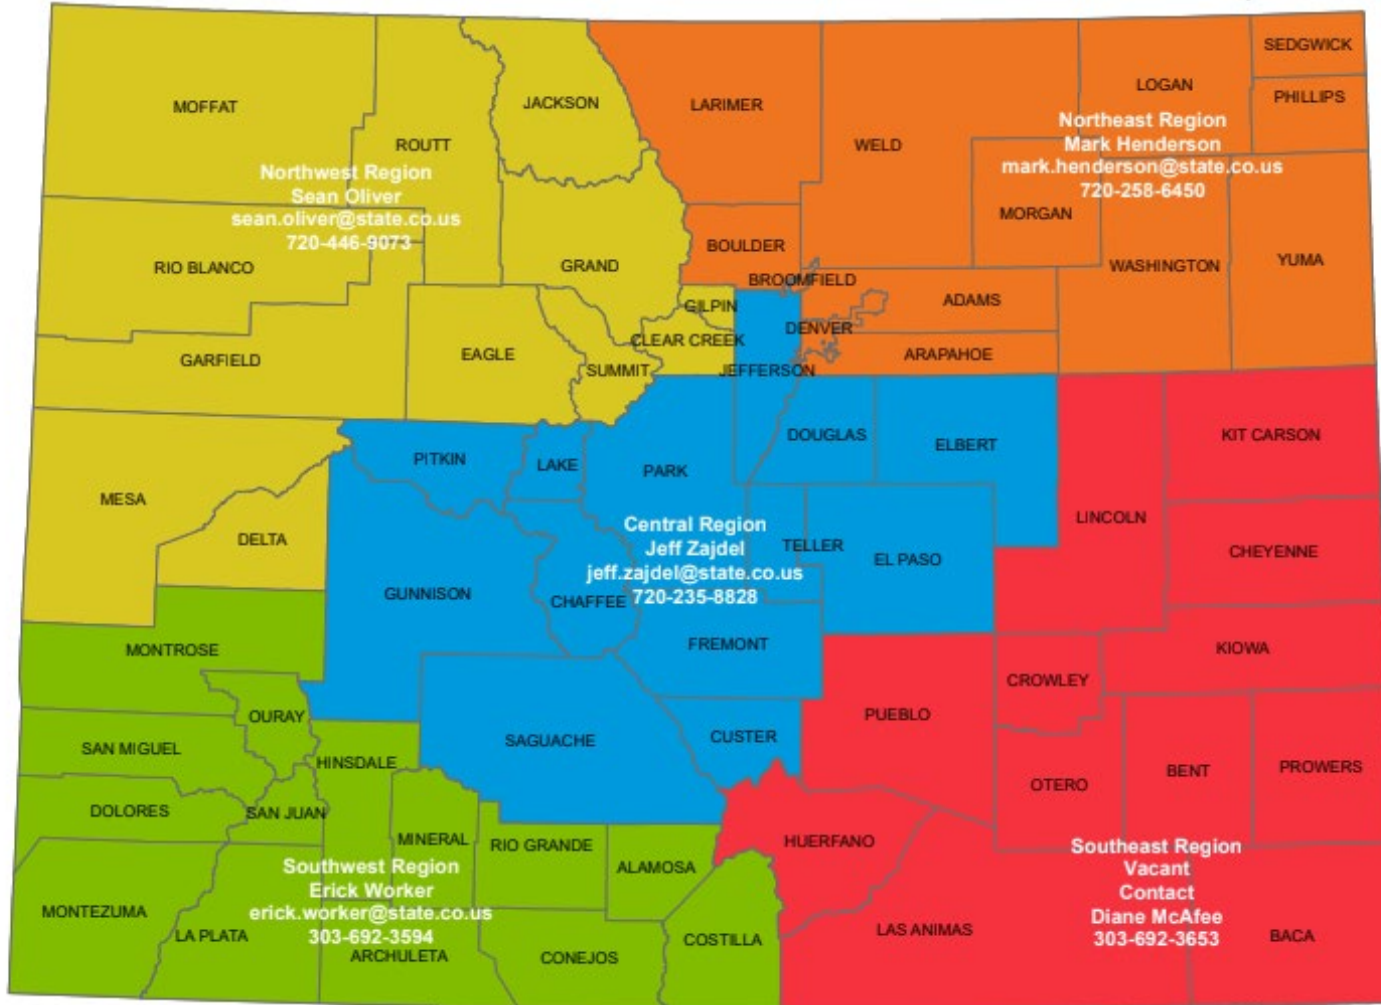 SEDGWICK
LOGAN
PHILLIPS
JACKSON
LARIMER
MOFFAT
Northeast Region
Mark Henderson
mark.henderson@state.co.us
720-258-6450
ROUTT
WELD
Northwest Region
Sean Oliver
sean.oliver@state.co.us
720-446-9073
MORGAN
BOULDER
YUMA
RIO BLANCO
GRAND
WASHINGTON
BROOMFIELD
ADAMS
GILPIN
DENVER
CLEAR CREEK
EAGLE
ARAPAHOE
GARFIELD
SUMMIT
JEFFERSON
DOUGLAS
KIT CARSON
ELBERT
PITKIN
LAKE
PARK
MESA
LINCOLN
Central Region
Jeff Zajdel
jeff.zajdel@state.co.us
720-235-8828
DELTA
TELLER
CHEYENNE
EL PASO
GUNNISON
CHAFFEE
FREMONT
KIOWA
MONTROSE
CROWLEY
OURAY
PUEBLO
CUSTER
SAGUACHE
SAN MIGUEL
HINSDALE
PROWERS
BENT
OTERO
DOLORES
SAN JUAN
MINERAL
RIO GRANDE
HUERFANO
ALAMOSA
Southeast Region
Vacant
Contact
Diane McAfee
303-692-3653
Southwest Region
Erick Worker
erick.worker@state.co.us
303-692-3594
MONTEZUMA
LA PLATA
ARCHULETA
CONEJOS
COSTILLA
LAS ANIMAS
BACA